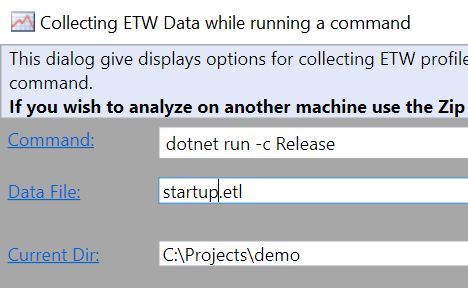 Collecting ETW Data while running a command
This dialog give displays options for collecting ETW profile
command.
If you wish to analyze on another machine use the Zip
Command: dotnet run -c Release
Data File: startup.etl
Current Dir: C:\Projects\demo